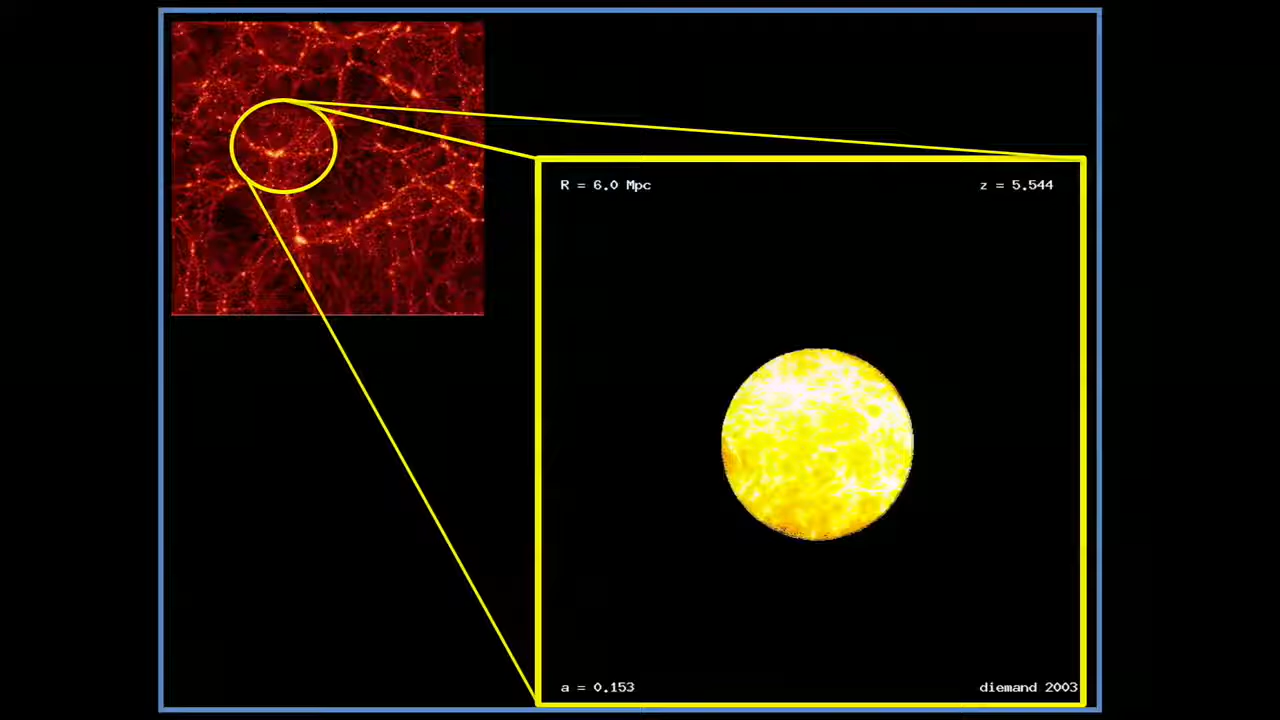 R = 6.0 Mpc
z = 5.544
a = 0.153
diemand 2003